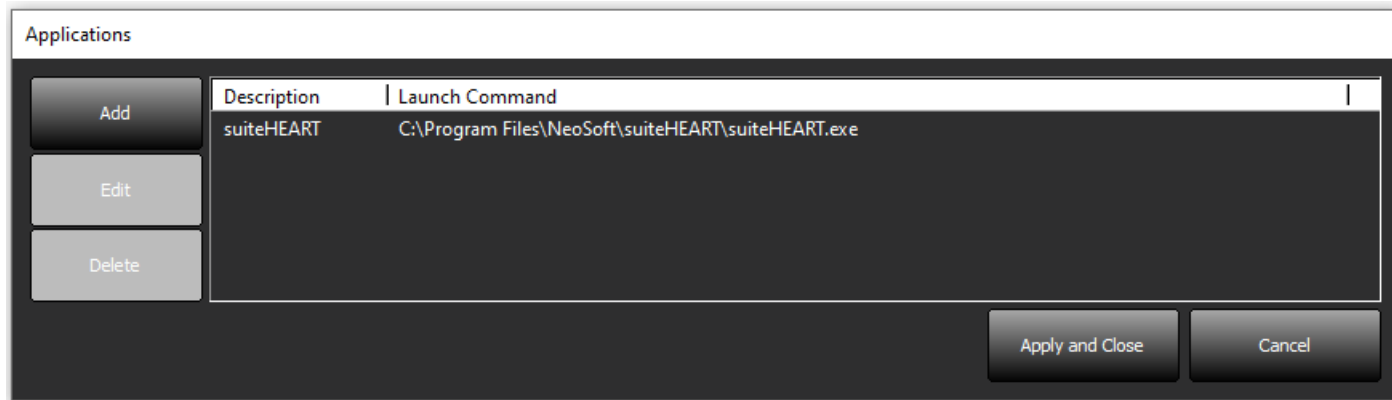 Applications
Add
Edit
Delete
Description Launch Command
suiteHEART C:\Program Files\NeoSoft\suiteHEART\suiteHEART.exe
Apply and Close Cancel